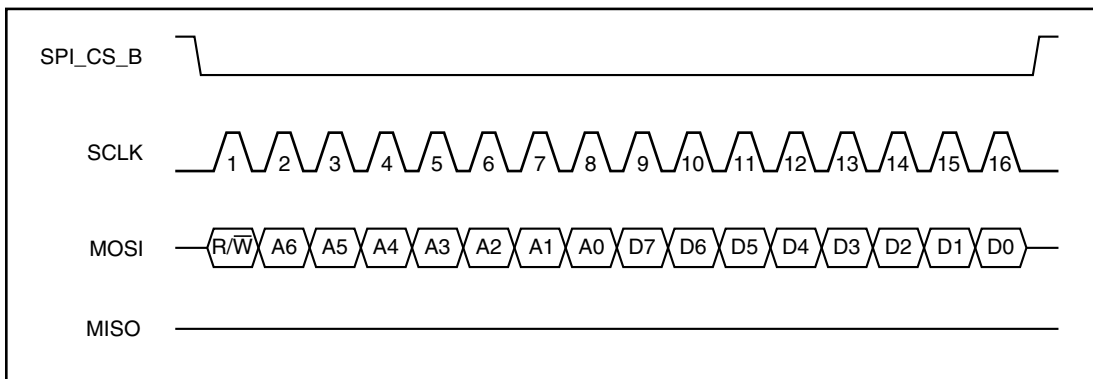 SPI_CS_B
SCLK 1 2 3 4 5 6 7 8 9 10 11 12 13 14 15 16
MOSI R/W̅ A6 A5 A4 A3 A2 A1 A0 D7 D6 D5 D4 D3 D2 D1 D0
MISO